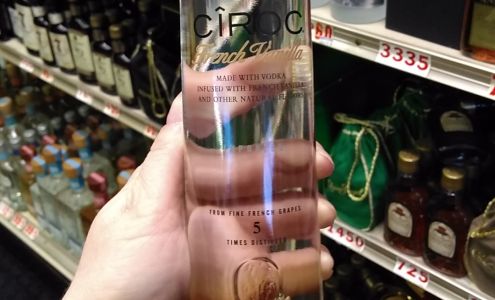 CÎROC
French Vanilla
MADE WITH VODKA
INFUSED WITH FRENCH VANILLA
AND OTHER NATURAL FLAVORS
FROM FINE FRENCH GRAPES
5
TIMES DISTILLED
3335
1450
725